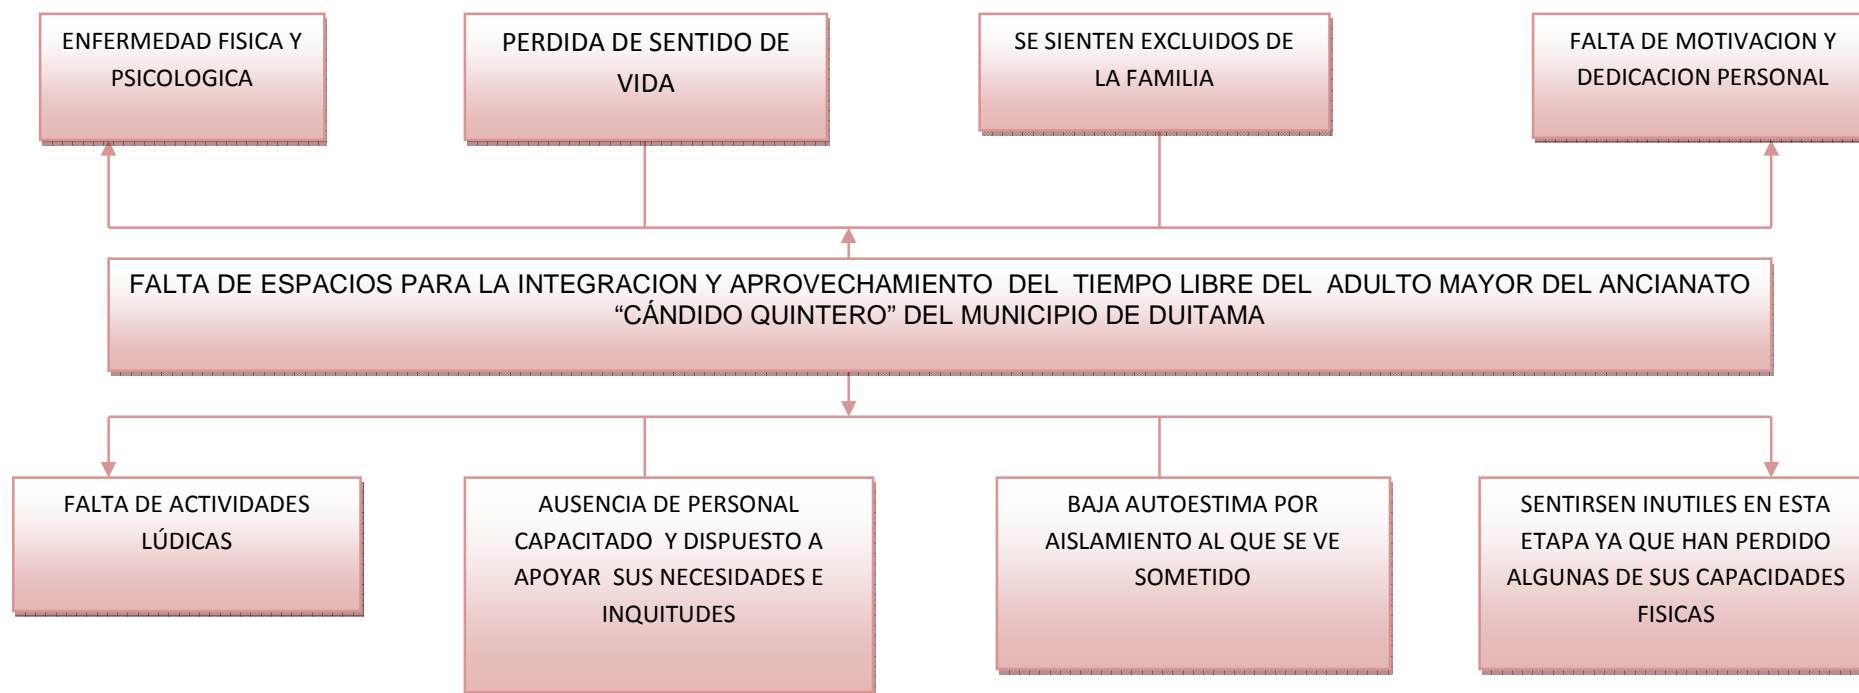 ENFERMEDAD FISICA Y
PSICOLOGICA
PERDIDA DE SENTIDO DE
VIDA
SE SIENTEN EXCLUIDOS DE
LA FAMILIA
FALTA DE MOTIVACION Y
DEDICACION PERSONAL
FALTA DE ESPACIOS PARA LA INTEGRACION Y APROVECHAMIENTO DEL TIEMPO LIBRE DEL ADULTO MAYOR DEL ANCIANATO
“CÁNDIDO QUINTERO” DEL MUNICIPIO DE DUITAMA
FALTA DE ACTIVIDADES
LÚDICAS
AUSENCIA DE PERSONAL
CAPACITADO Y DISPUESTO A
APOYAR SUS NECESIDADES E
INQUITUDES
BAJA AUTOESTIMA POR
AISLAMIENTO AL QUE SE VE
SOMETIDO
SENTIRSEN INUTILES EN ESTA
ETAPA YA QUE HAN PERDIDO
ALGUNAS DE SUS CAPACIDADES
FISICAS